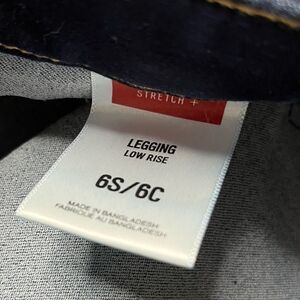 STRETCH +
LEGGING
LOW RISE
6S/6C
MADE IN BANGLADESH
FABRIQUÉ AU BANGLADESH